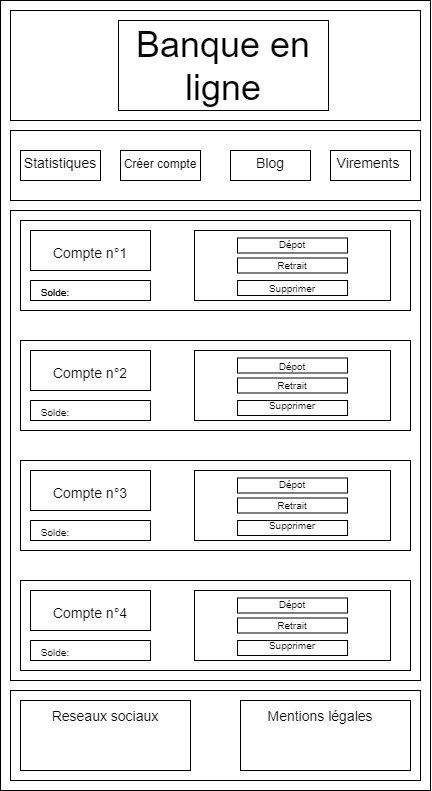 Banque en
ligne
Statistiques
Créer compte
Blog
Virements
Compte n°1
Solde:
Dépot
Retrait
Supprimer
Compte n°2
Solde:
Dépot
Retrait
Supprimer
Compte n°3
Solde:
Dépot
Retrait
Supprimer
Compte n°4
Solde:
Dépot
Retrait
Supprimer
Reseaux sociaux
Mentions légales